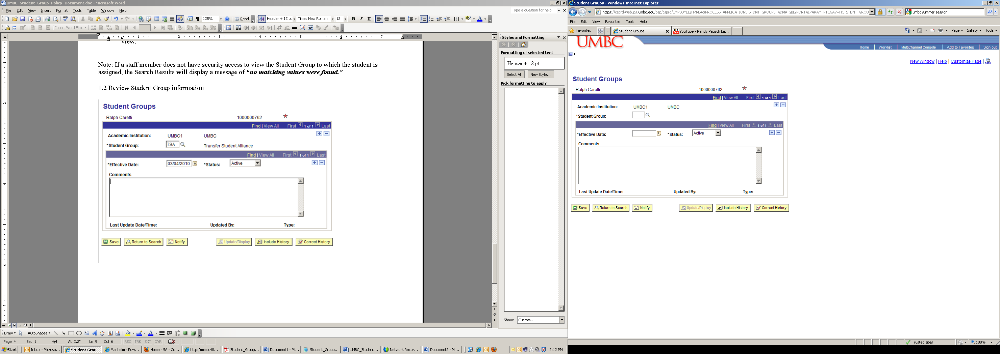 UMBC_Student_Group_Policy_Document.doc - Microsoft Word
File Edit View Insert Format Tools Table Window Help
Type a question for help
125% Read Header + 12 pt Times New Roman 12 B I U
Insert Word Field
1 2 3 4 5 6 7
view.
Note: If a staff member does not have security access to view the Student Group to which the student is
assigned, the Search Results will display a message of “no matching values were found.”
1.2 Review Student Group information
Student Groups
Ralph Caretti 1000000762
Find | View All First 1 of 1 Last
Academic Institution: UMBC1 UMBC
*Student Group: TSA Transfer Student Alliance
Find | View All First 1 of 1 Last
*Effective Date: 03/04/2010 *Status: Active
Comments
Last Update Date/Time: Updated By: Type:
Save Return to Search Notify Update/Display Include History Correct History
Styles and Formatting
Formatting of selected text
Header + 12 pt
Select All New Style...
Pick formatting to apply
Show: Custom...
Draw AutoShapes
Page 4 Sec 1 4/4 At 2.2" Ln 9 Col 6 REC TRK EXT OVR
Start Inbox - Microso... Student Grou... Manheim - Pow... Home - SA - Co... http://mmsc40... Student_Group... Document1 - Mi... Student_Group... UMBC_Student... Network Recor... Document2 - Mi... 2:12 PM
Student Groups - Windows Internet Explorer
https://csprd-web.ps.umbc.edu/psp/csprd/EMPLOYEE/HRMS/c/PROCESS_APPLICATIONS.STDNT_GROUPS_ADMA.GBL?PORTALPARAM_PTCNAV=HC_STDNT_GROU
umbc summer session
File Edit View Favorites Tools Help
Favorites Student Groups YouTube - Randy Pausch La... Page Safety Tools
UMBC
Home Worklist MultiChannel Console Add to Favorites Sign out
New Window | Help | Customize Page | http
Student Groups
Ralph Caretti 1000000762
Find | View All First 1 of 1 Last
Academic Institution: UMBC1 UMBC
*Student Group:
Find | View All First 1 of 1 Last
*Effective Date: *Status: Active
Comments
Last Update Date/Time: Updated By: Type:
Save Return to Search Notify Update/Display Include History Correct History
Trusted sites 100%